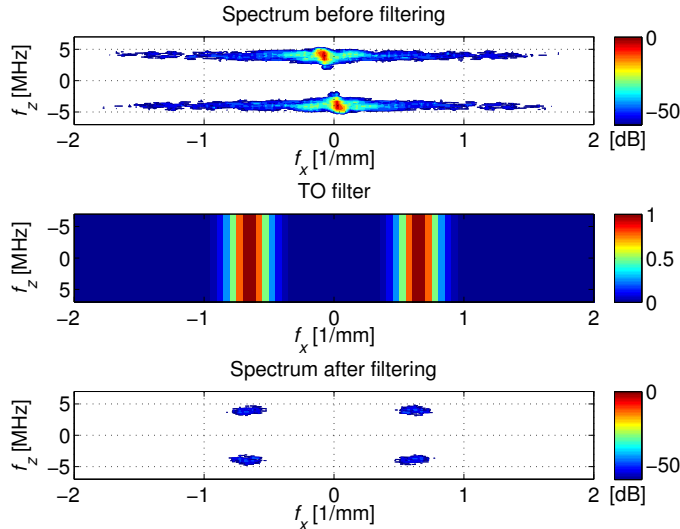 Spectrum before filtering
f_z [MHz]
5
0
−5
−2 −1 0 1 2
f_x [1/mm]
0
−50
[dB]
TO filter
f_z [MHz]
−5
0
5
−2 −1 0 1 2
f_x [1/mm]
1
0.5
0
Spectrum after filtering
f_z [MHz]
5
0
−5
−2 −1 0 1 2
f_x [1/mm]
0
−50
[dB]